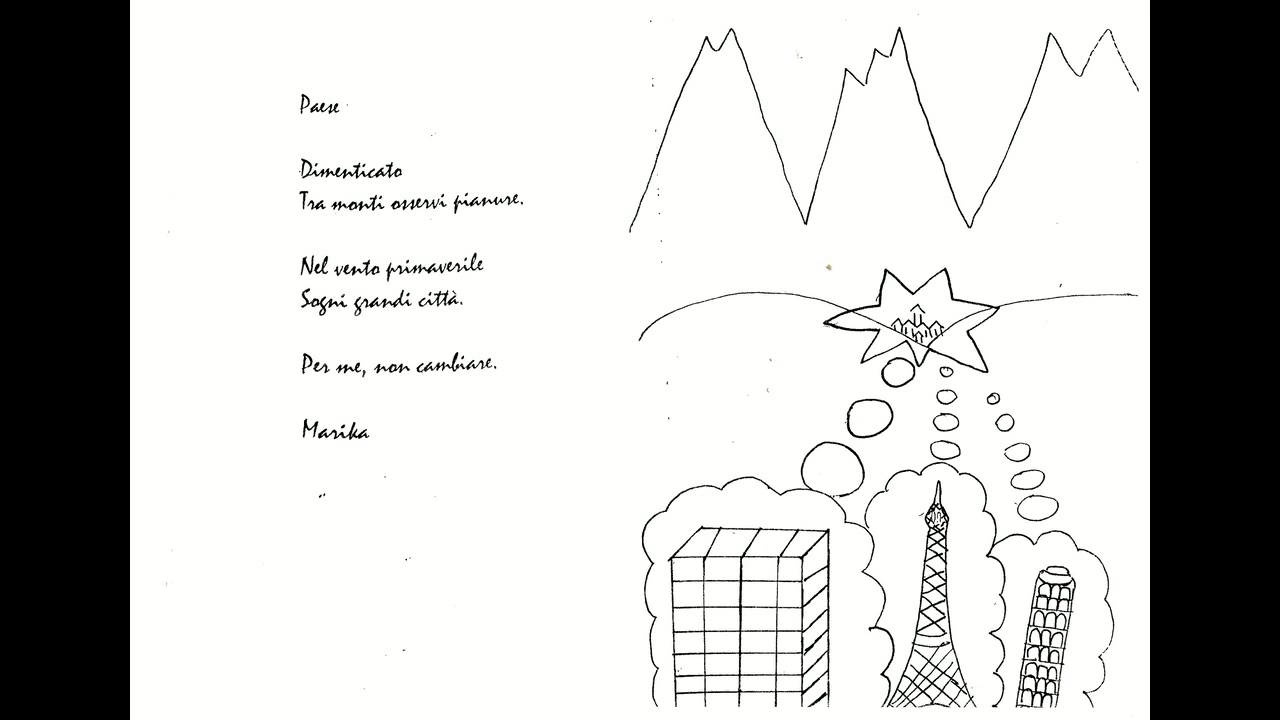 Paese
Dimenticato
Tra monti osservi pianure.
Nel vento primaverile
Sogni grandi città.
Per me, non cambiare.
Marika